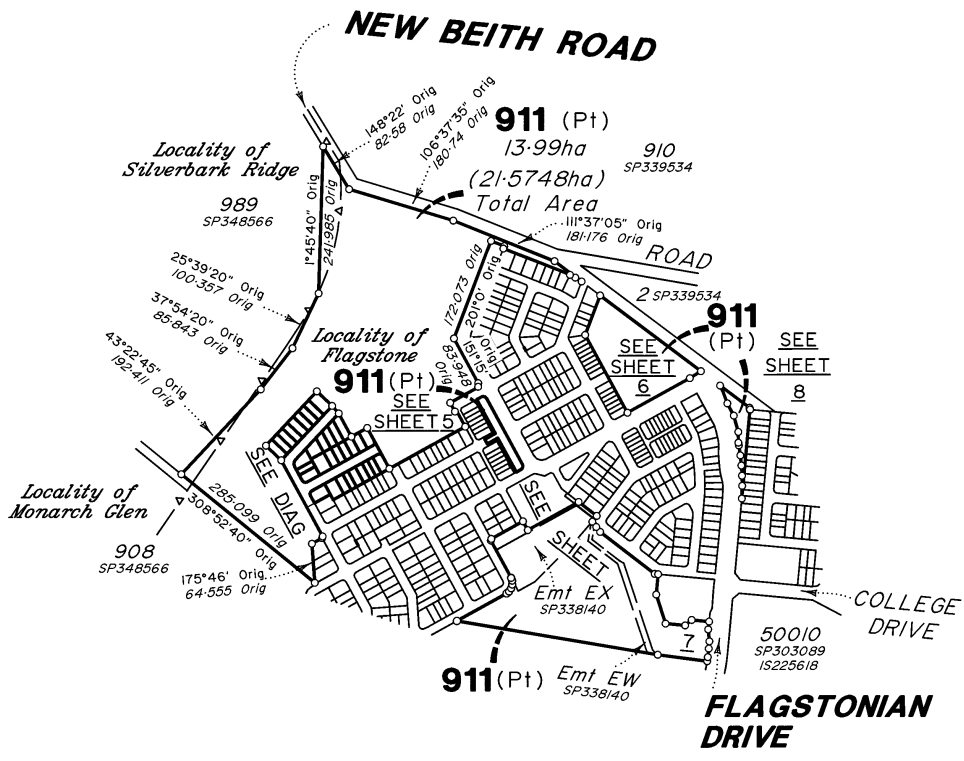 NEW BEITH ROAD
148°22' Orig
82·58 Orig
106°37'35" Orig
180·74 Orig
911 (Pt)
13·99ha
(21·5748ha)
Total Area
910
SP339534
Locality of
Silverbark Ridge
989
SP348566
1°45'40" Orig
241·985 Orig
111°37'05" Orig
181·176 Orig
ROAD
2 SP339534
25°39'20" Orig
100·357 Orig
37°54'20" Orig
85·843 Orig
43°22'45" Orig
192·411 Orig
172·073 Orig
201°0' Orig
151°15'
Orig
83·948
Orig
Locality of
Flagstone
911 (Pt)
SEE
SHEET 5
911
(Pt)
SEE
SHEET
6
SEE
SHEET
8
SEE DIAG
Locality of
Monarch Glen
908
SP348566
285·099 Orig
308°52'40" Orig
175°46' Orig
64·555 Orig
SEE
SHEET
7
Emt EX
SP338140
911 (Pt)
Emt EW
SP338140
COLLEGE
DRIVE
50010
SP303089
IS225618
FLAGSTONIAN
DRIVE